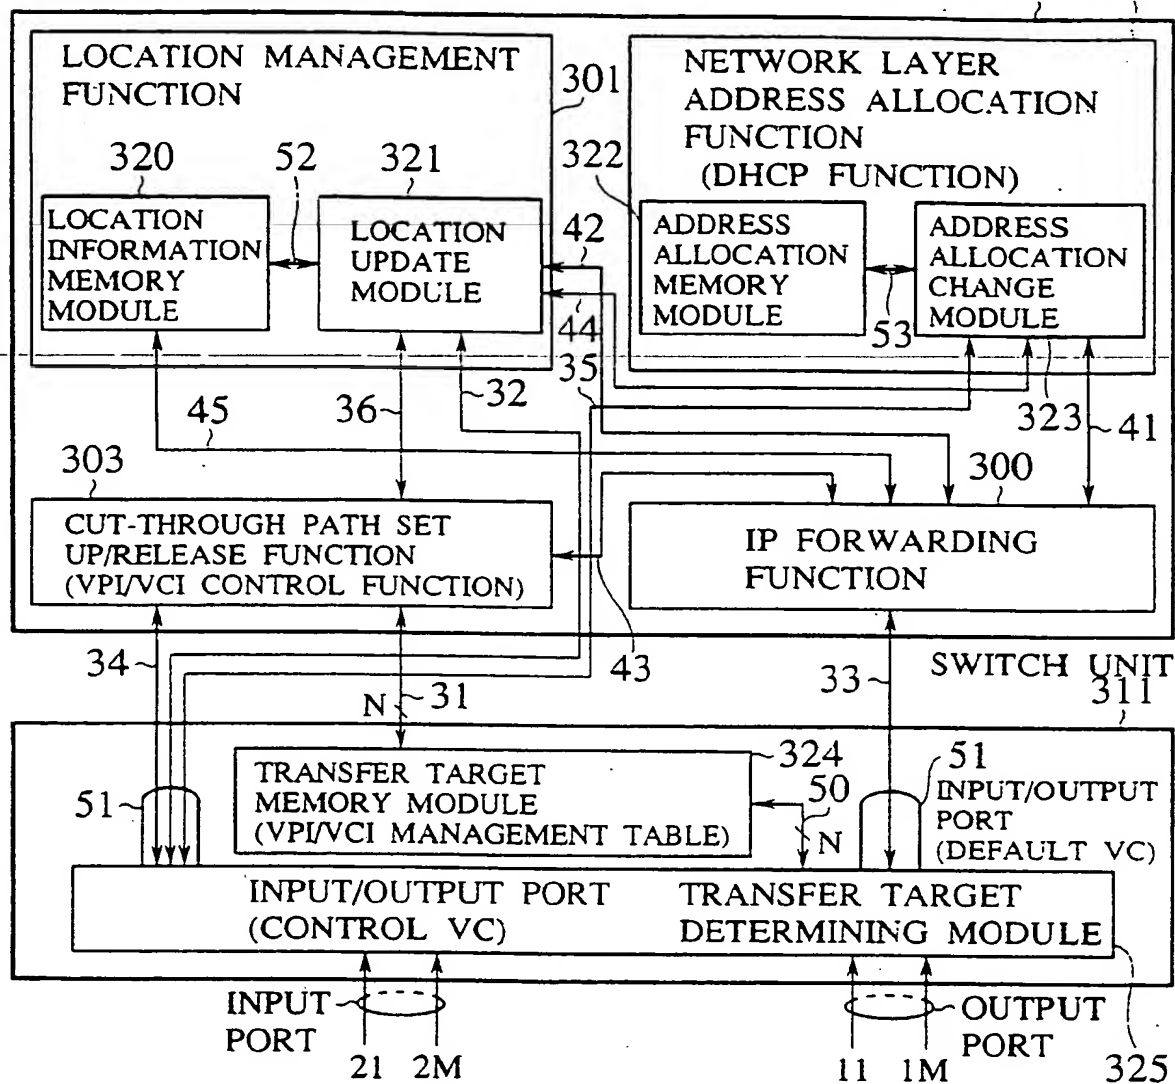 LOCATION MANAGEMENT
FUNCTION
301
320
52
321
LOCATION
INFORMATION
MEMORY
MODULE
LOCATION
UPDATE
MODULE
NETWORK LAYER
ADDRESS ALLOCATION
FUNCTION
(DHCP FUNCTION)
322
ADDRESS
ALLOCATION
MEMORY
MODULE
ADDRESS
ALLOCATION
CHANGE
MODULE
42
44
53
35
32
36
45
323
41
303
300
CUT-THROUGH PATH SET
UP/RELEASE FUNCTION
(VPI/VCI CONTROL FUNCTION)
IP FORWARDING
FUNCTION
34
N
31
43
33
SWITCH UNIT
311
324
TRANSFER TARGET
MEMORY MODULE
(VPI/VCI MANAGEMENT TABLE)
51
50
N
51
INPUT/OUTPUT
PORT
(DEFAULT VC)
INPUT/OUTPUT PORT
(CONTROL VC)
TRANSFER TARGET
DETERMINING MODULE
INPUT
PORT
OUTPUT
PORT
21
2M
11
1M
325